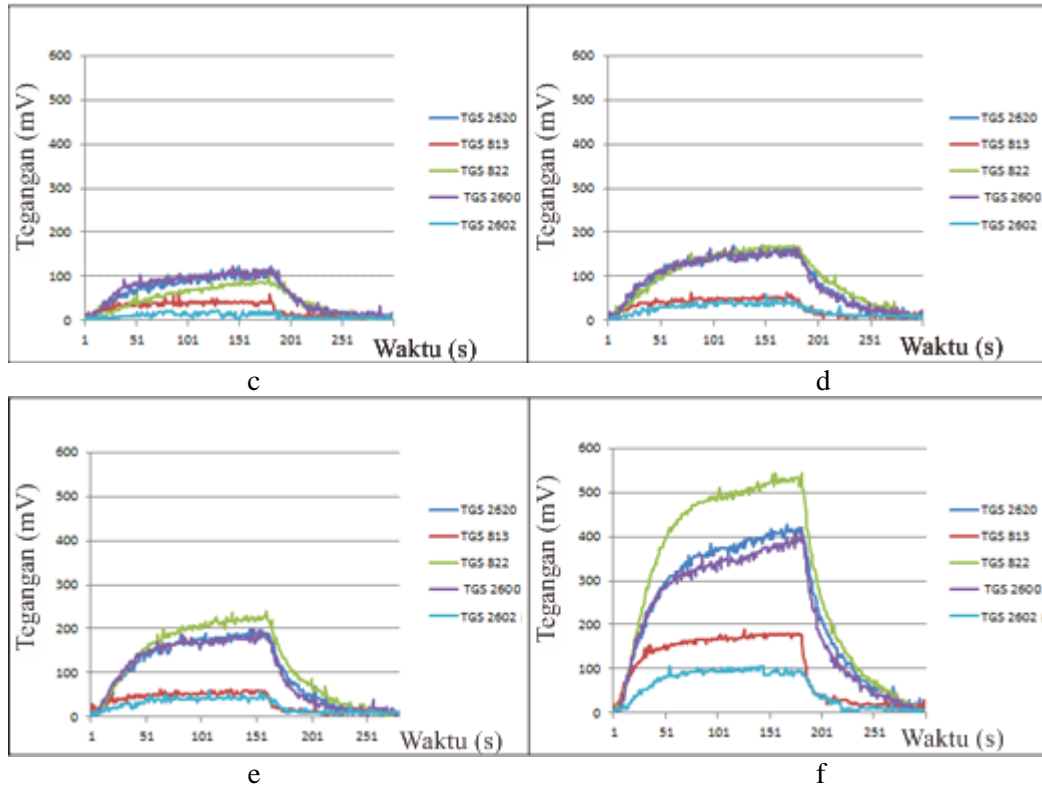 600
500
400
300
200
100
0
Tegangan (mV)
1 51 101 151 201 251
Waktu (s)
TGS 2620
TGS 813
TGS 822
TGS 2600
TGS 2602
c
600
500
400
300
200
100
0
Tegangan (mV)
1 51 101 151 201 251
Waktu (s)
TGS 2620
TGS 813
TGS 822
TGS 2600
TGS 2602
d
600
500
400
300
200
100
0
Tegangan (mV)
1 51 101 151 201 251
Waktu (s)
TGS 2620
TGS 813
TGS 822
TGS 2600
TGS 2602
e
600
500
400
300
200
100
0
Tegangan (mV)
1 51 101 151 201 251
Waktu (s)
TGS 2620
TGS 813
TGS 822
TGS 2600
TGS 2602
f